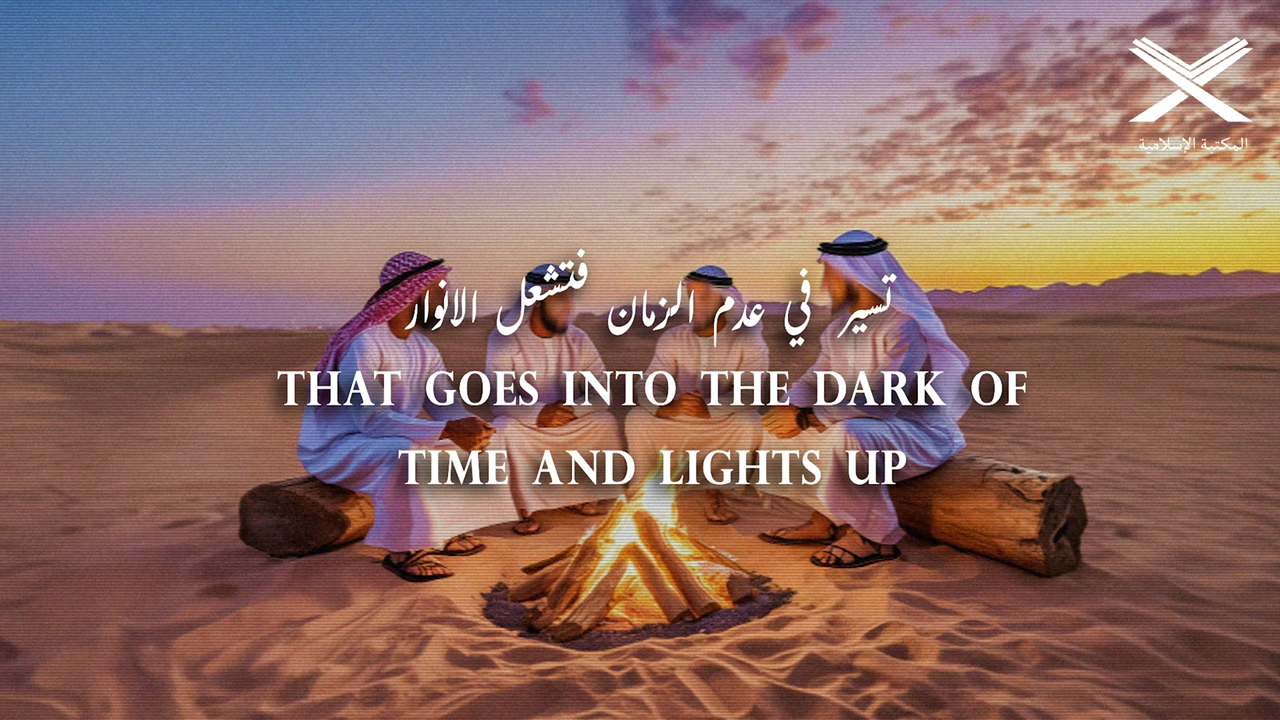 المكتبة الإسلامية
تسير في عدم الزمان فتشعل الانوار
THAT GOES INTO THE DARK OF
TIME AND LIGHTS UP